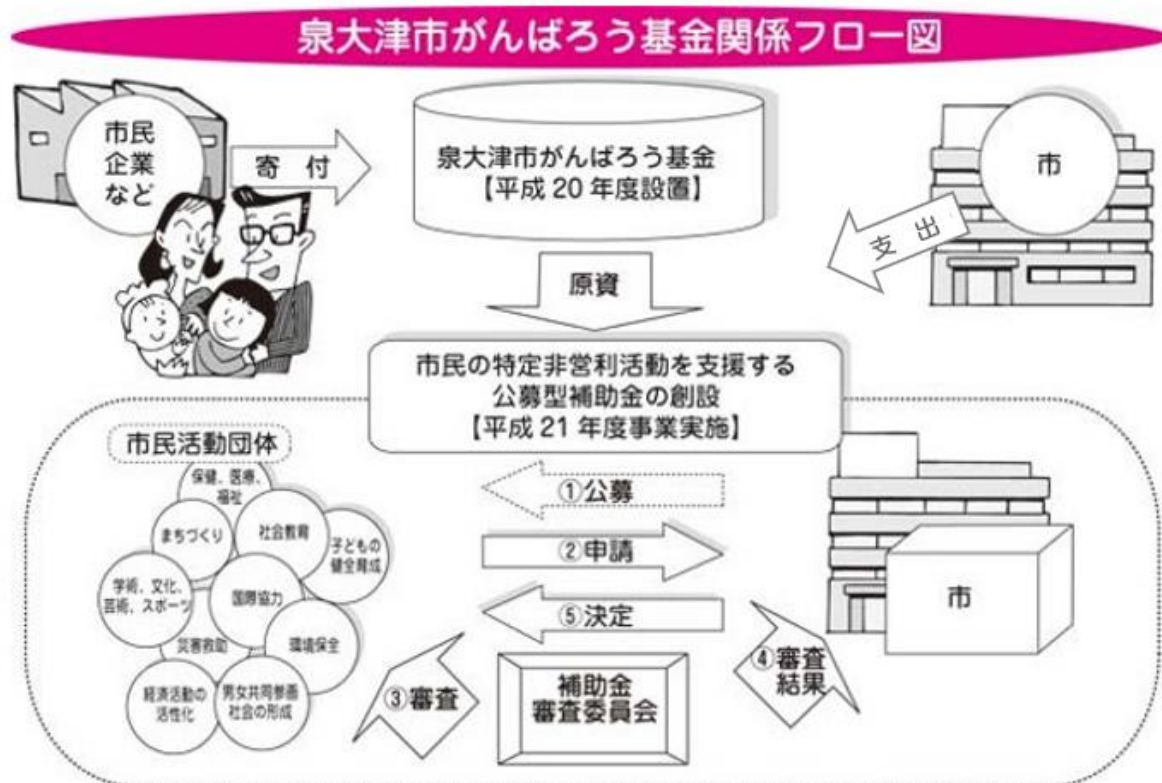 泉大津市がんばろう基金関係フロー図
市民
企業
など
寄付
泉大津市がんばろう基金
【平成20年度設置】
市
支出
原資
市民の特定非営利活動を支援する
公募型補助金の創設
【平成21年度事業実施】
市民活動団体
保健、医療、
福祉
まちづくり
社会教育
子どもの
健全育成
学術、文化、
芸術、スポーツ
国際協力
災害救助
環境保全
経済活動の
活性化
男女共同参画
社会の形成
①公募
②申請
⑤決定
市
③審査
補助金
審査委員会
④審査
結果